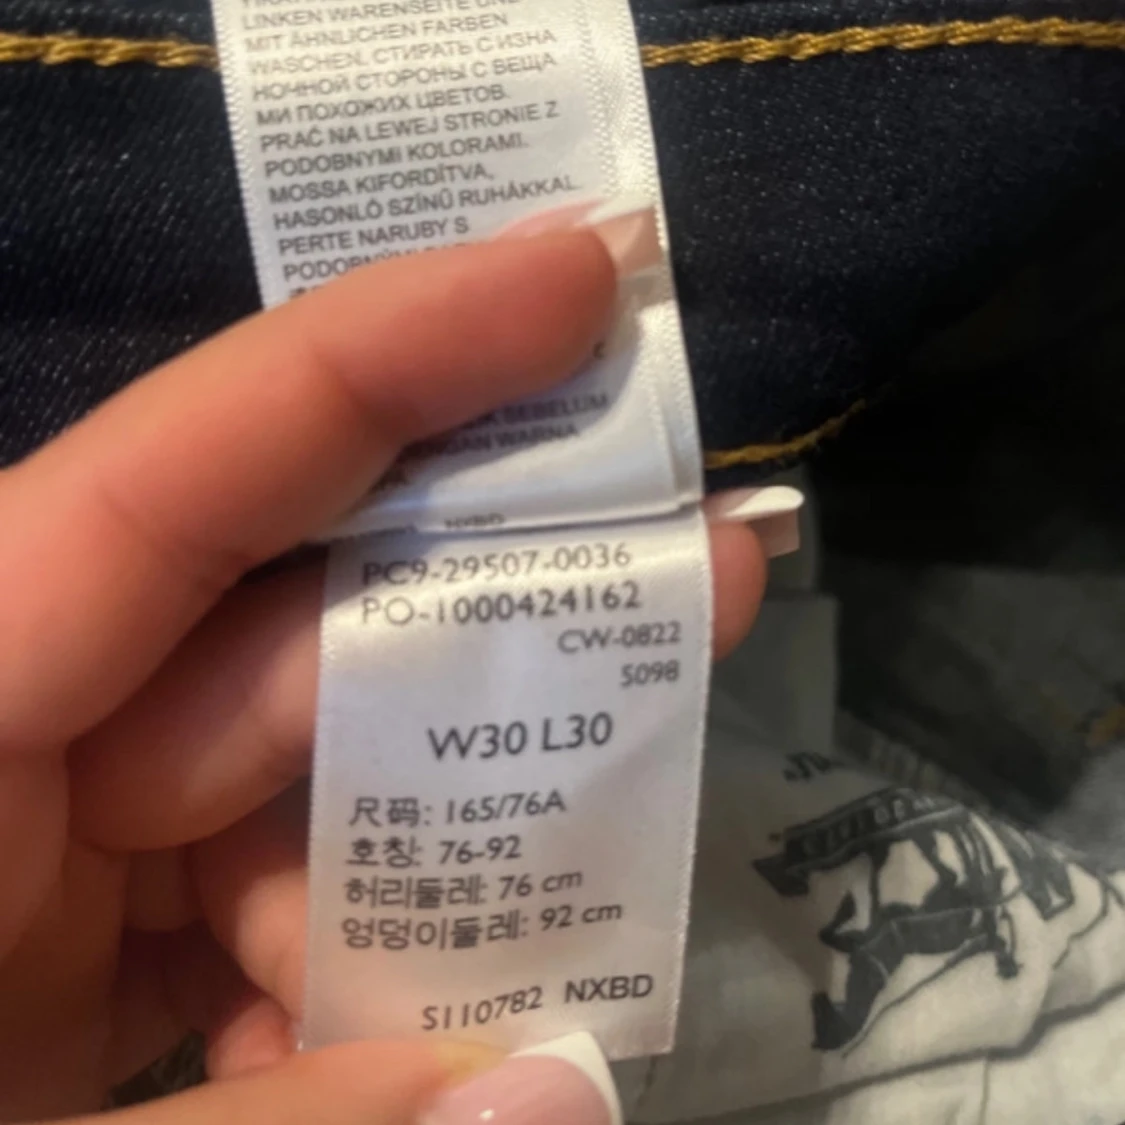 LINKEN WARENSEITE UND
MIT ÄHNLICHEN FARBEN
WASCHEN. СТИРАТЬ С ИЗНА
НОЧНОЙ СТОРОНЫ С ВЕЩА
МИ ПОХОЖИХ ЦВЕТОВ.
PRAĆ NA LEWEJ STRONIE Z
PODOBNYMI KOLORAMI.
MOSSA KIFORDÍTVA,
HASONLÓ SZÍNŰ RUHÁKKAL.
PERTE NARUBY S
SEBELUM
WARNA
NXBD
PC9-29507-0036
PO-1000424162
CW-0822
5098
W30 L30
尺码: 165/76A
호칭: 76-92
허리둘레: 76 cm
엉덩이둘레: 92 cm
S110782 NXBD